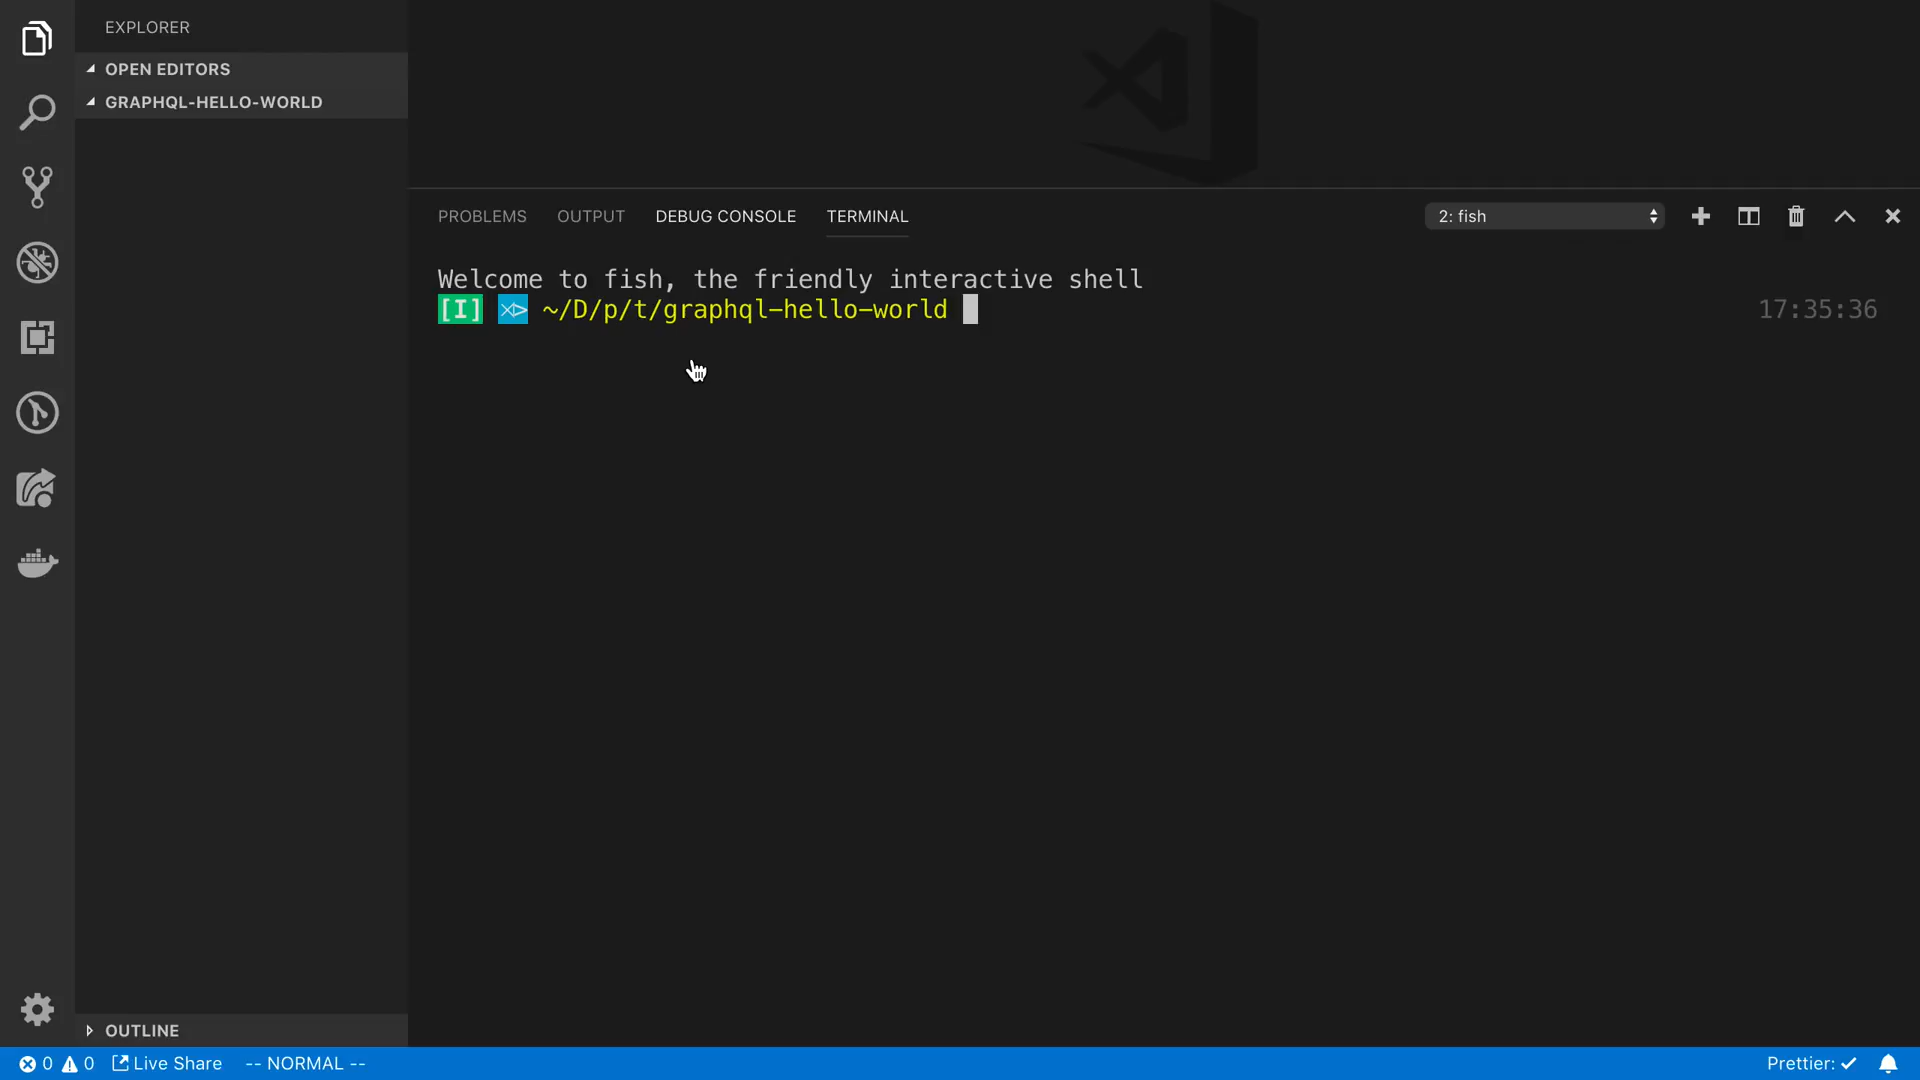 EXPLORER
OPEN EDITORS
GRAPHQL-HELLO-WORLD
PROBLEMS OUTPUT DEBUG CONSOLE TERMINAL 2: fish
Welcome to fish, the friendly interactive shell
[I] ⋊> ~/D/p/t/graphql-hello-world 17:35:36
OUTLINE
0 0 Live Share -- NORMAL -- Prettier: ✓